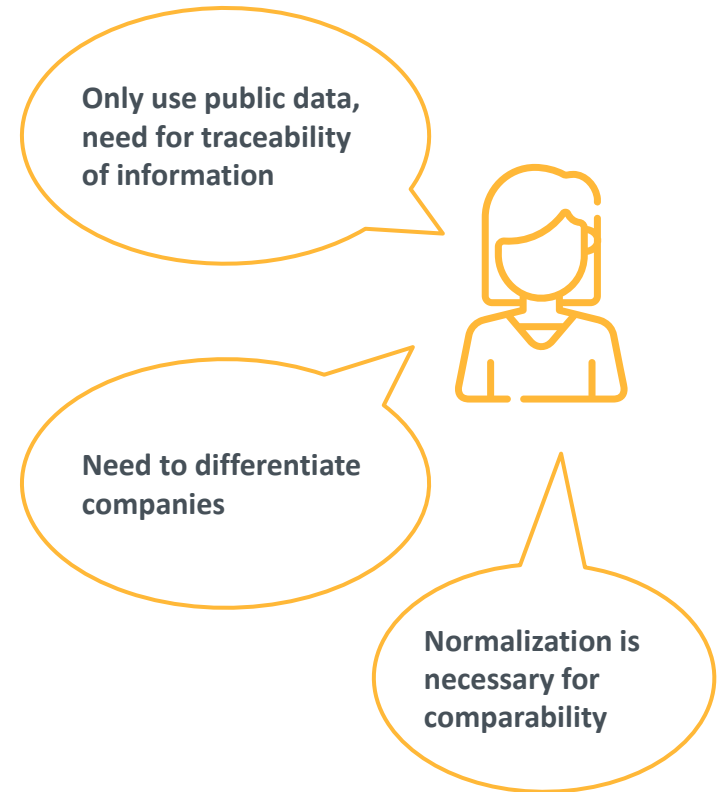 Only use public data,
need for traceability
of information
Need to differentiate
companies
Normalization is
necessary for
comparability